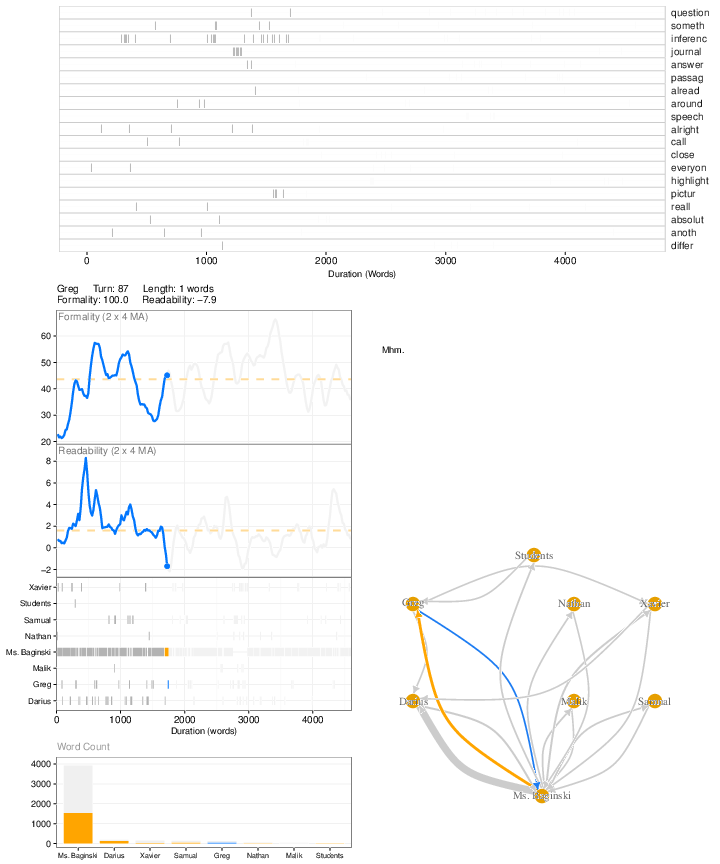 question
someth
inferenc
journal
answer
passag
alread
around
speech
alright
call
close
everyon
highlight
pictur
reall
absolut
anoth
differ
0 1000 2000 3000 4000
Duration (Words)
Greg Turn: 87 Length: 1 words
Formality: 100.0 Readability: −7.9
Formality (2 x 4 MA)
60
50
40
30
20
Readability (2 x 4 MA)
8
6
4
2
0
−2
Xavier
Students
Samual
Nathan
Ms. Baginski
Malik
Greg
Darius
0 1000 2000 3000 4000
Duration (words)
Word Count
4000
3000
2000
1000
0
Ms. Baginski Darius Xavier Samual Greg Nathan Malik Students
Mhm.
Students
Greg Nathan Xavier
Darius Malik Samual
Ms. Baginski